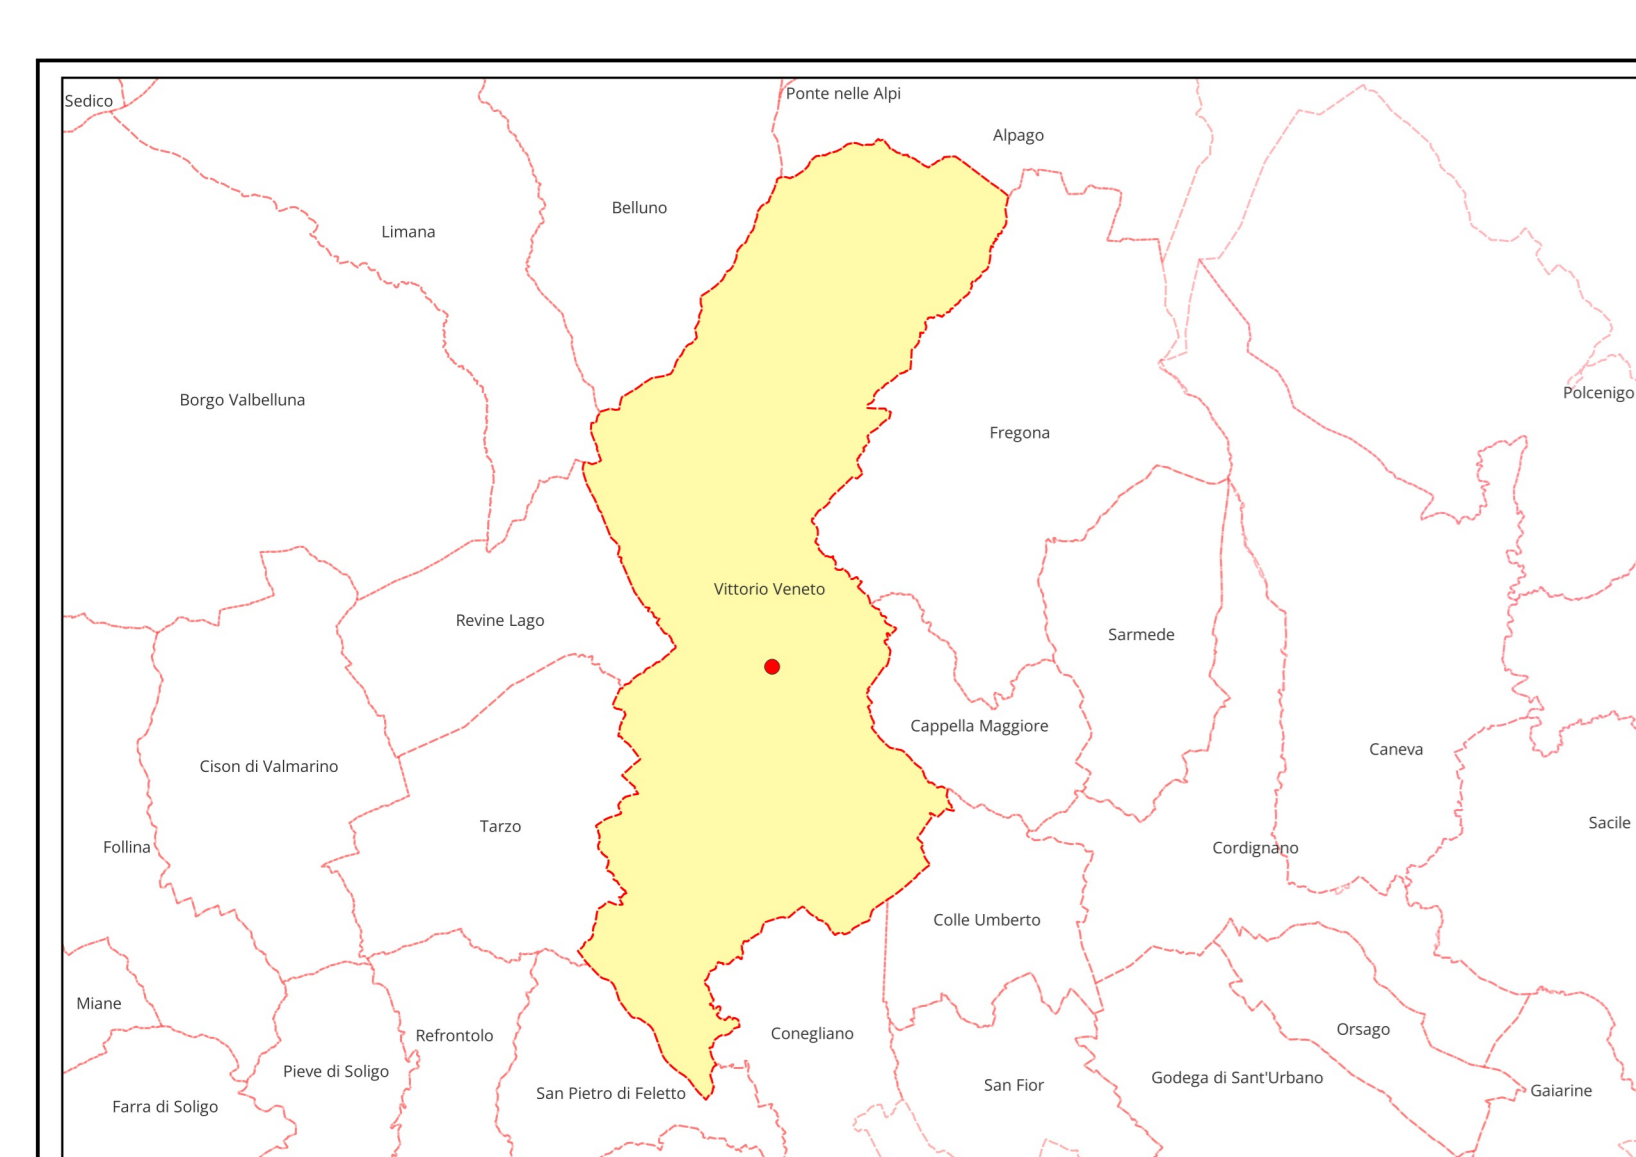 Ponte nelle Alpi
Sedico
Alpago
Belluno
Limana
Polcenigo
Borgo Valbelluna
Fregona
Vittorio Veneto
Revine Lago
Sarmede
Cappella Maggiore
Caneva
Cison di Valmarino
Sacile
Tarzo
Follina
Cordignano
Colle Umberto
Miane
Orsago
Conegliano
Refrontolo
Pieve di Soligo
Godega di Sant'Urbano
San Fior
Gaiarine
San Pietro di Feletto
Farra di Soligo